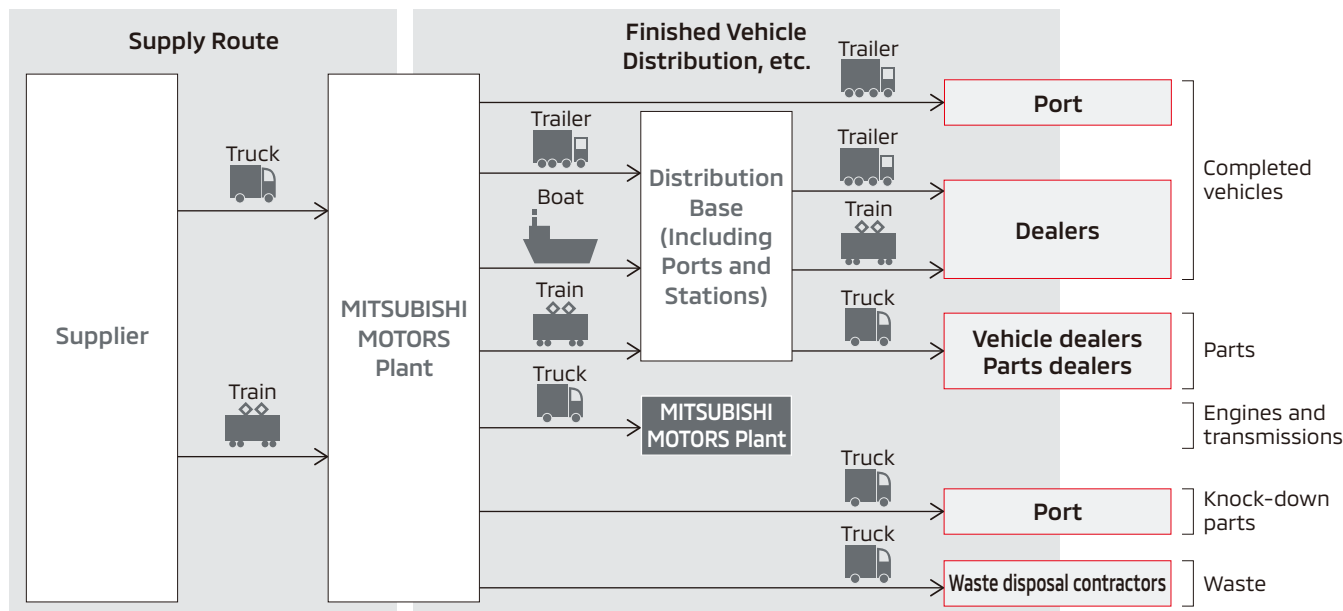 Supply Route
Finished Vehicle
Distribution, etc.
Supplier
Truck
Train
MITSUBISHI
MOTORS
Plant
Trailer
Port
Trailer
Boat
Train
Truck
Distribution
Base
(Including
Ports and
Stations)
Trailer
Train
Dealers
Completed
vehicles
Truck
Vehicle dealers
Parts dealers
Parts
MITSUBISHI
MOTORS Plant
Engines and
transmissions
Truck
Port
Knock-down
parts
Truck
Waste disposal contractors
Waste